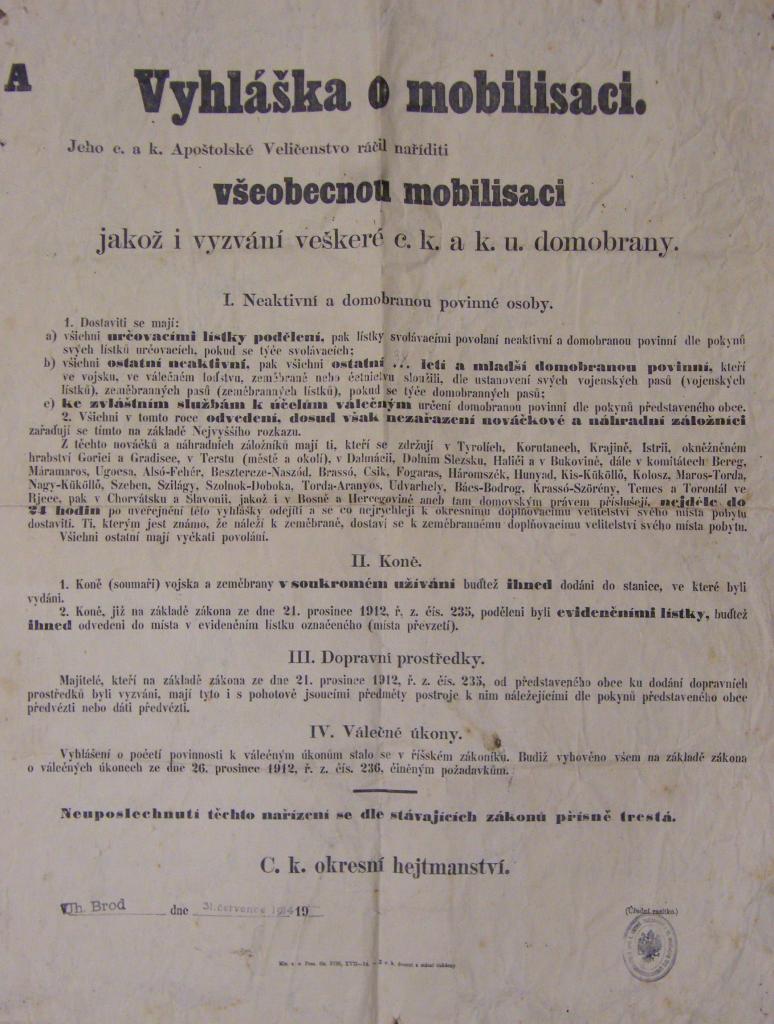 A
Vyhláška o mobilisaci.
Jeho c. a k. Apoštolské Veličenstvo ráčil naříditi
všeobecnou mobilisaci
jakož i vyzvání veškeré c. k. a k. u. domobrany.
I. Neaktivní a domobranou povinné osoby.
1. Dostaviti se mají:
a) všichni určovacími lístky podělení, pak lístky svolávacími povolaní neaktivní a domobranou povinní dle pokynů
svých lístků určovacích, pokud se týče svolávacích;
b) všichni ostatní neaktivní, pak všichni ostatní ... letí a mladší domobranou povinní, kteří
ve vojsku, ve válečném loďstvu, zeměbraně nebo četnictvu sloužili, dle ustanovení svých vojenských pasů (vojenských
lístků), zeměbranných pasů (zeměbranných lístků), pokud se týče domobranných pasů;
c) ke zvláštním službám k účelům válečným určení domobranou povinní dle pokynů představeného obce.
2. Všichni v tomto roce odvedení, dosud však nezařazení nováčkové a náhradní záložníci
zařaďují se tímto na základě Nejvyššího rozkazu.
Z těchto nováčků a náhradních záložníků mají ti, kteří se zdržují v Tyrolích, Korutanech, Krajině, Istrii, okněžněném
hrabství Gorici a Gradisce, v Terstu (městě a okolí), v Dalmácii, Dolním Slezsku, Haliči a v Bukovině, dále v komitátech Bereg,
Máramaros, Ugocsa, Alsó-Fehér, Besztercze-Naszód, Brassó, Csik, Fogaras, Háromszék, Hunyad, Kis-Küküllő, Kolosz, Maros-Torda,
Nagy-Küküllő, Szeben, Szilágy, Szolnok-Doboka, Torda-Aranyos, Udvarhely, Bács-Bodrog, Krassó-Szörény, Temes a Torontál ve
Rjece, pak v Chorvátsku a Slavonii, jakož i v Bosně a Hercegovině aneb tam domovským právem příslušejí, nejdéle do
24 hodin po uveřejnění této vyhlášky odejíti a se co nejrychleji k okresnímu doplňovacímu velitelství svého místa pobytu
dostaviti. Ti, kterým jest známo, že náleží k zeměbraně, dostaví se k zeměbrannému doplňovacímu velitelství svého místa pobytu.
Všichni ostatní mají vyčkati povolání.
II. Koně.
1. Koně (soumaři) vojska a zeměbrany v soukromém užívání buďtež ihned dodáni do stanice, ve které byli
vydáni.
2. Koně, již na základě zákona ze dne 21. prosince 1912, ř. z. čís. 235, poděleni byli evidenčními lístky, buďtež
ihned odvedeni do místa v evidenčním lístku označeného (místa převzetí).
III. Dopravní prostředky.
Majitelé, kteří na základě zákona ze dne 21. prosince 1912, ř. z. čís. 235, od představeného obce ku dodání dopravních
prostředků byli vyzváni, mají tyto i s pohotově jsoucími předměty postroje k nim náležejícími dle pokynů představeného obce
předvézti nebo dáti předvézti.
IV. Válečné úkony.
Vyhlášení o početí povinnosti k válečným úkonům stalo se v říšském zákoníku. Budiž vyhověno všem na základě zákona
o válečných úkonech ze dne 26. prosince 1912, ř. z. čís. 236, činěným požadavkům.
Neuposlechnutí těchto nařízení se dle stávajících zákonů přísně trestá.
C. k. okresní hejtmanství.
Uh. Brod dne 31. července 1914 19
(Úřední razítko.)